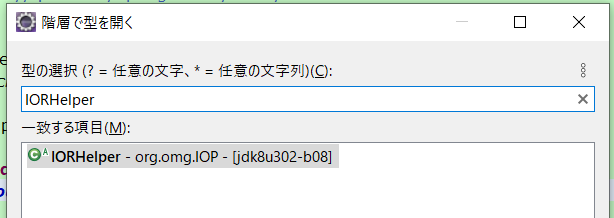 階層で型を開く
型の選択 (? = 任意の文字、* = 任意の文字列)(C):
IORHelper
一致する項目(M):
IORHelper - org.omg.IOP - [jdk8u302-b08]